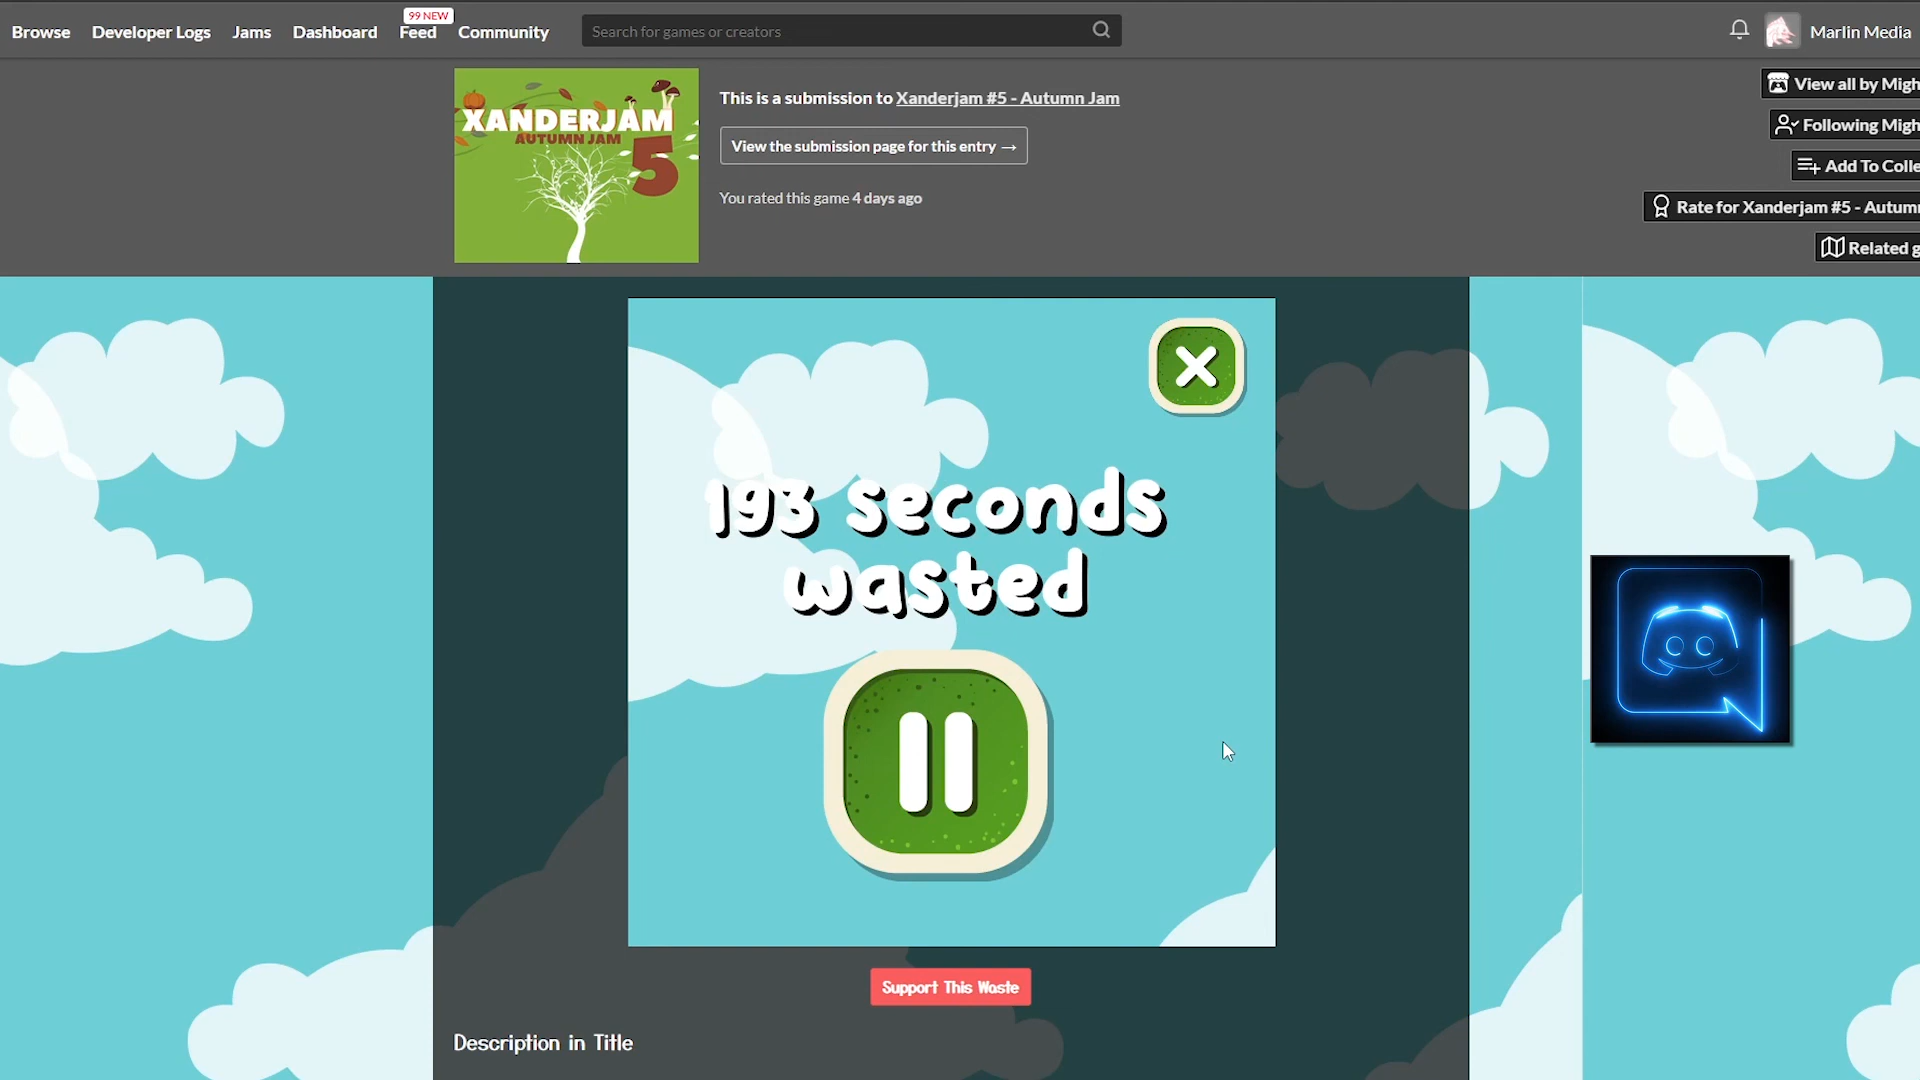 Browse
Developer Logs
Jams
Dashboard
99 NEW
Feed
Community
Search for games or creators
Marlin Media
XANDERJAM
AUTUMN JAM
5
This is a submission to Xanderjam #5 - Autumn Jam
View the submission page for this entry →
You rated this game 4 days ago
View all by Migh
Following Migh
Add To Colle
Rate for Xanderjam #5 - Autum
Related g
193 seconds
wasted
Support This Waste
Description in Title